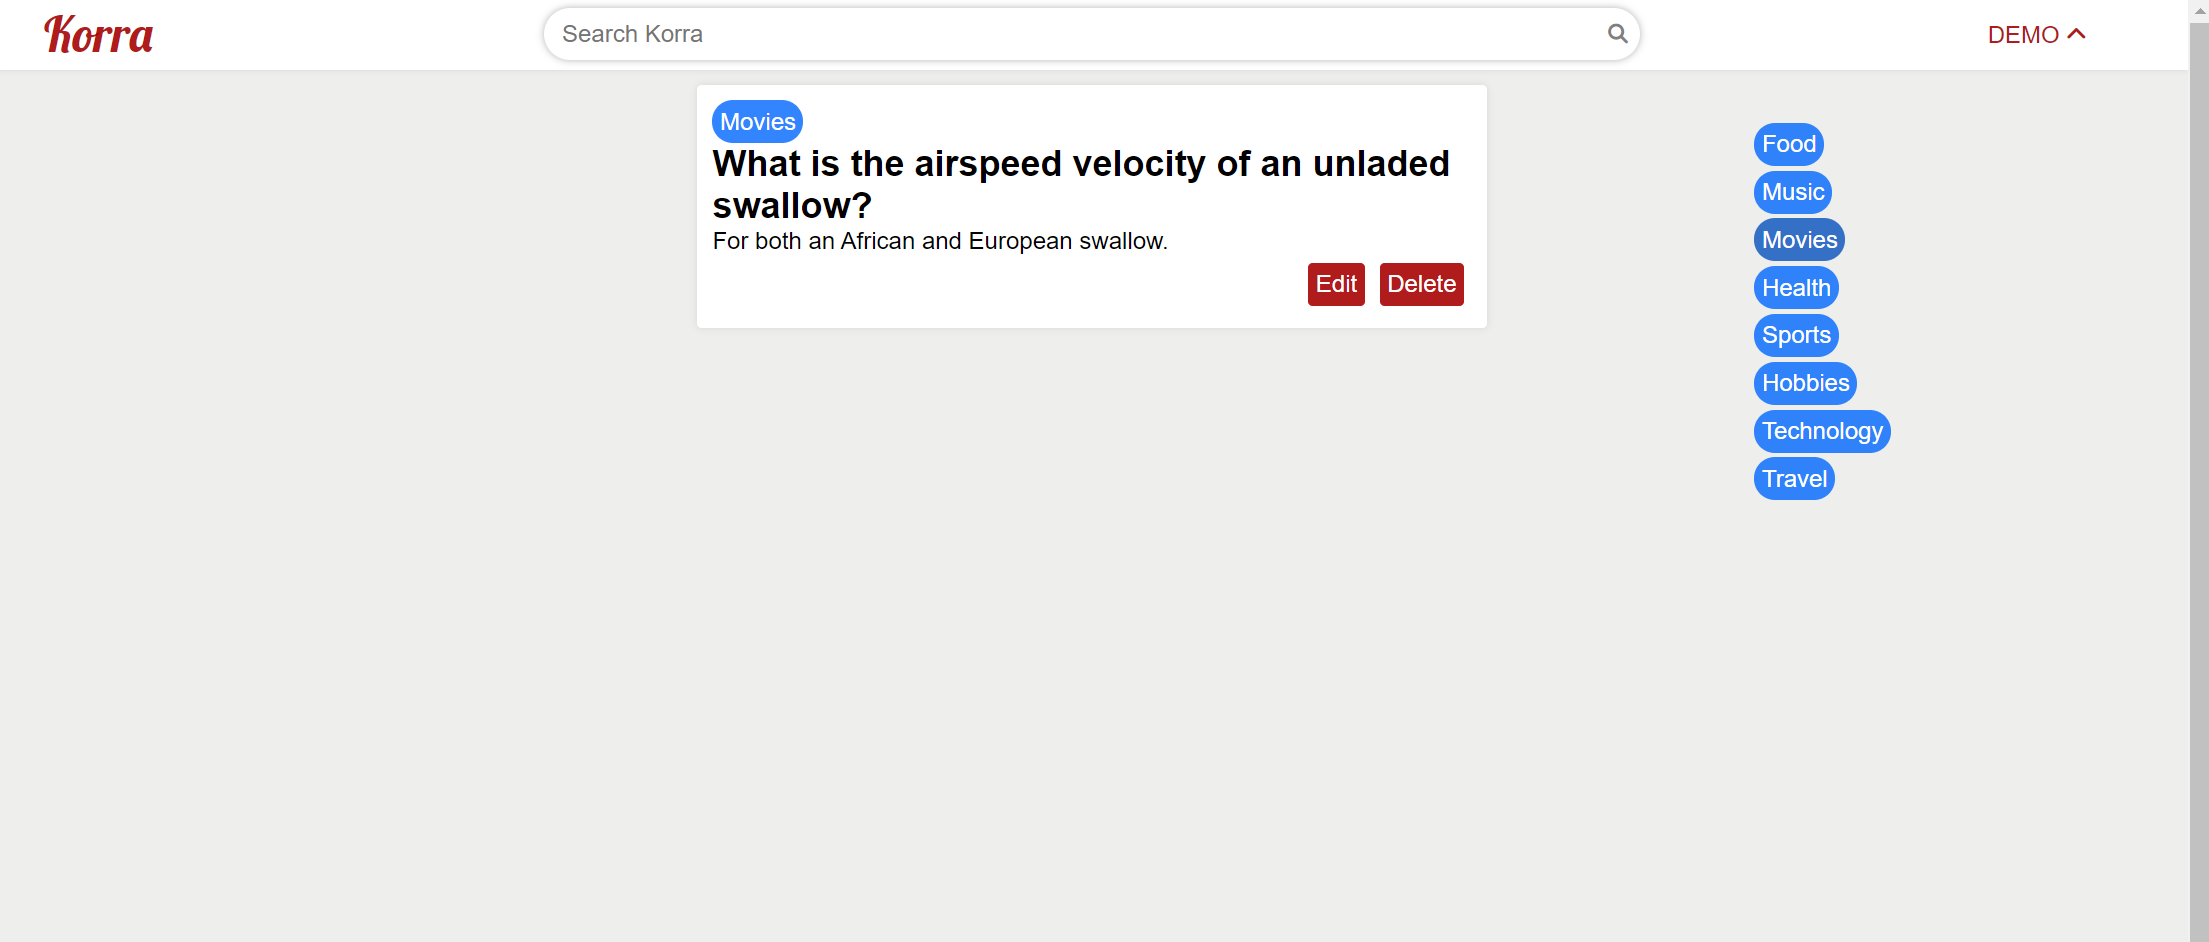 Korra
Search Korra
DEMO
Movies
What is the airspeed velocity of an unladed
swallow?
For both an African and European swallow.
Edit
Delete
Food
Music
Movies
Health
Sports
Hobbies
Technology
Travel